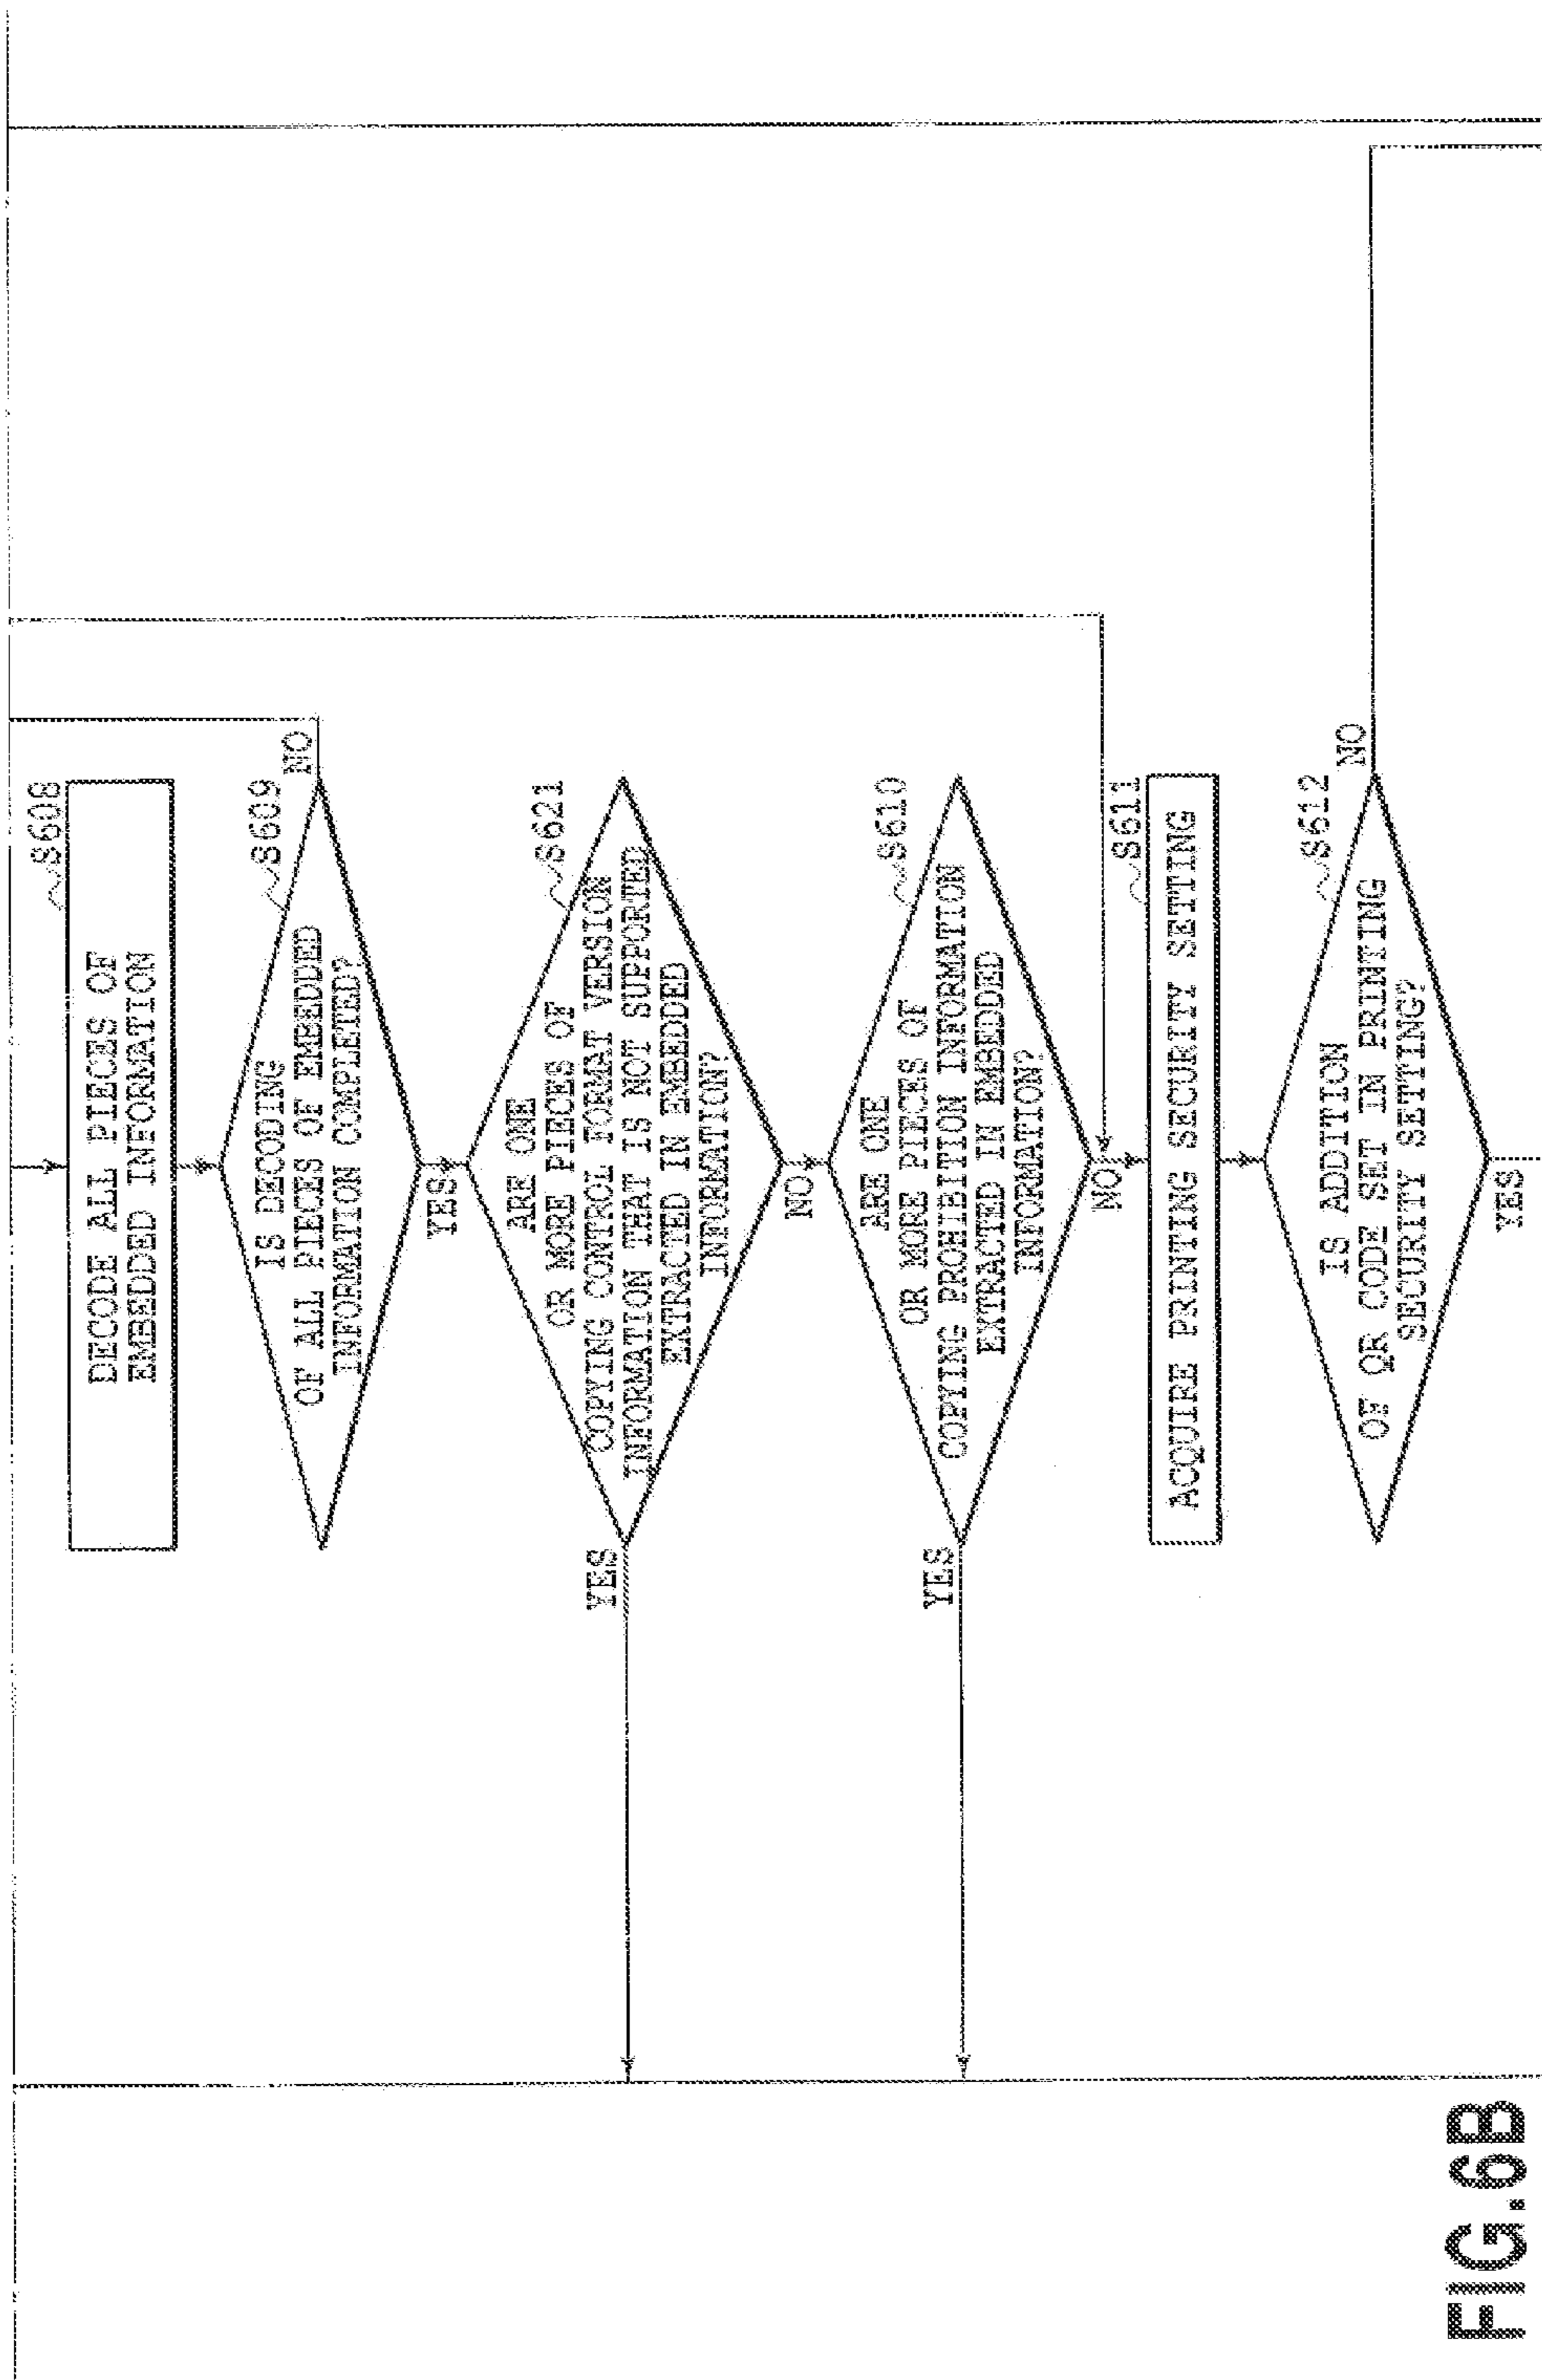 S608
DECODE ALL PIECES OF
EMBEDDED INFORMATION
S609
IS DECODING
OF ALL PIECES OF EMBEDDED
INFORMATION COMPLETED?
NO
YES
S621
ARE ONE
OR MORE PIECES OF
COPYING CONTROL FORMAT VERSION
INFORMATION THAT IS NOT SUPPORTED
EXTRACTED IN EMBEDDED
INFORMATION?
YES
NO
S610
ARE ONE
OR MORE PIECES OF
COPYING PROHIBITION INFORMATION
EXTRACTED IN EMBEDDED
INFORMATION?
YES
NO
S611
ACQUIRE PRINTING SECURITY SETTING
S612
IS ADDITION
OF QR CODE SET IN PRINTING
SECURITY SETTING?
NO
YES
FIG.6B